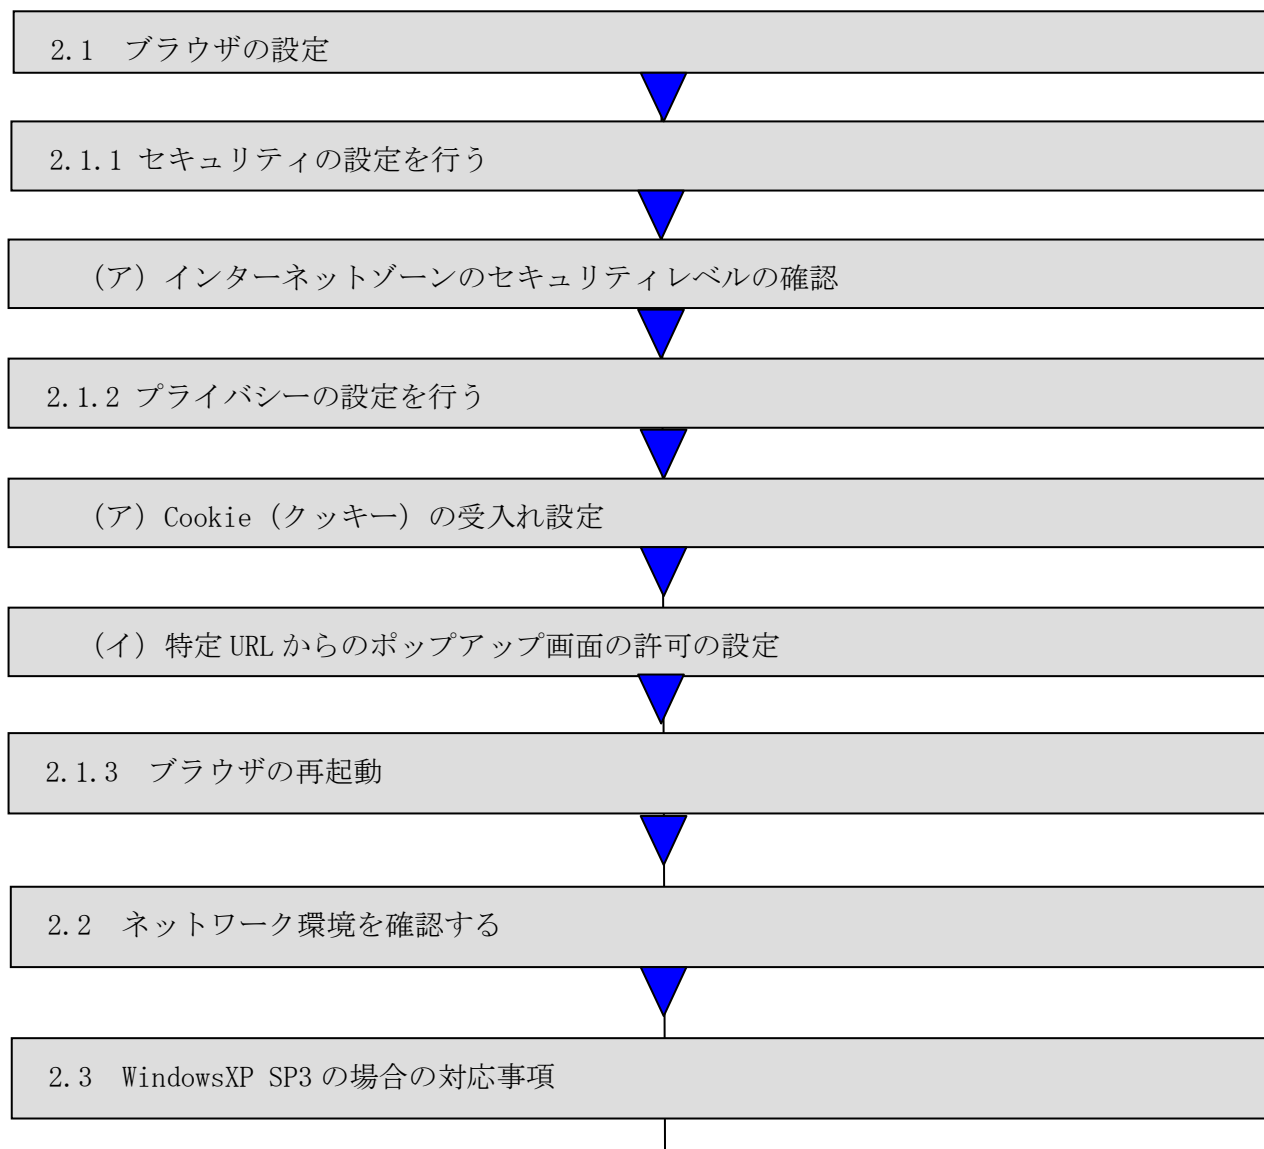 2.1　ブラウザの設定
2.1.1 セキュリティの設定を行う
（ア）インターネットゾーンのセキュリティレベルの確認
2.1.2 プライバシーの設定を行う
（ア）Cookie（クッキー）の受入れ設定
（イ）特定 URL からのポップアップ画面の許可の設定
2.1.3　ブラウザの再起動
2.2　ネットワーク環境を確認する
2.3　WindowsXP SP3 の場合の対応事項